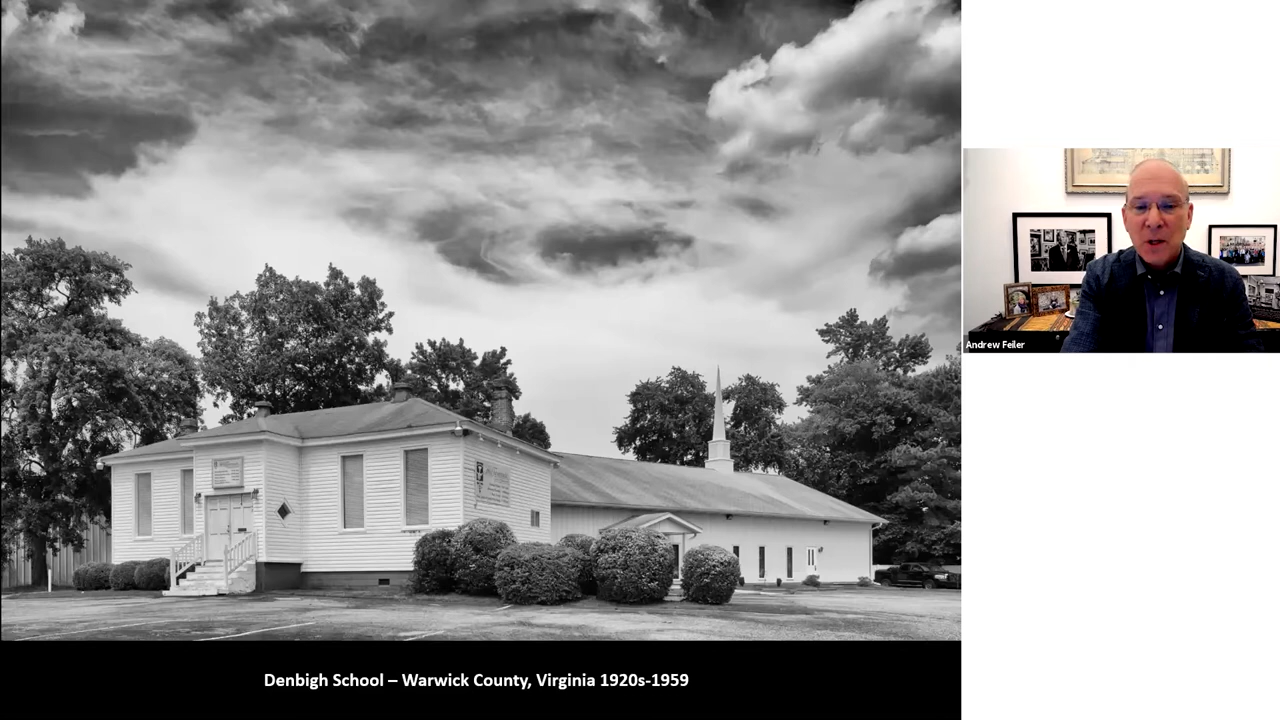 Andrew Feiler
Denbigh School – Warwick County, Virginia 1920s-1959